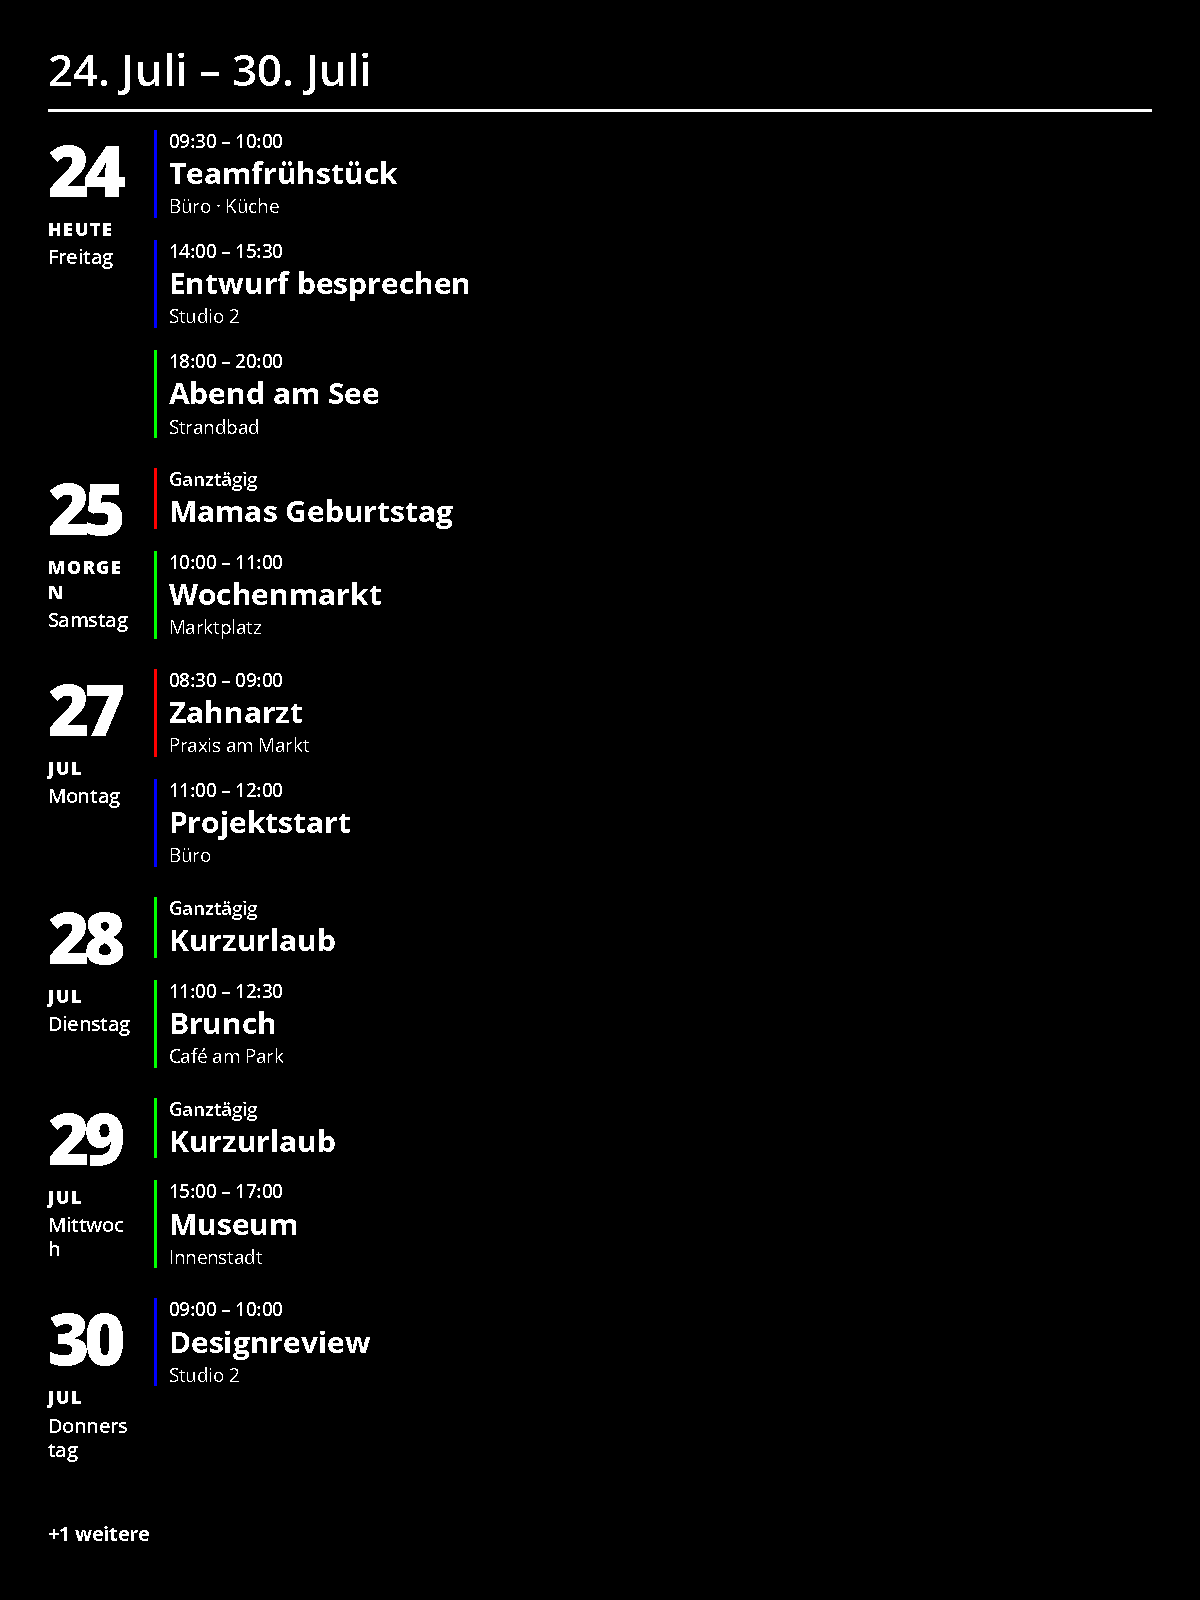 24. Juli – 30. Juli
24
HEUTE
Freitag
09:30 – 10:00
Teamfrühstück
Büro · Küche
14:00 – 15:30
Entwurf besprechen
Studio 2
18:00 – 20:00
Abend am See
Strandbad
25
MORGE
N
Samstag
Ganztägig
Mamas Geburtstag
10:00 – 11:00
Wochenmarkt
Marktplatz
27
JUL
Montag
08:30 – 09:00
Zahnarzt
Praxis am Markt
11:00 – 12:00
Projektstart
Büro
28
JUL
Dienstag
Ganztägig
Kurzurlaub
11:00 – 12:30
Brunch
Café am Park
29
JUL
Mittwoc
h
Ganztägig
Kurzurlaub
15:00 – 17:00
Museum
Innenstadt
30
JUL
Donners
tag
09:00 – 10:00
Designreview
Studio 2
+1 weitere